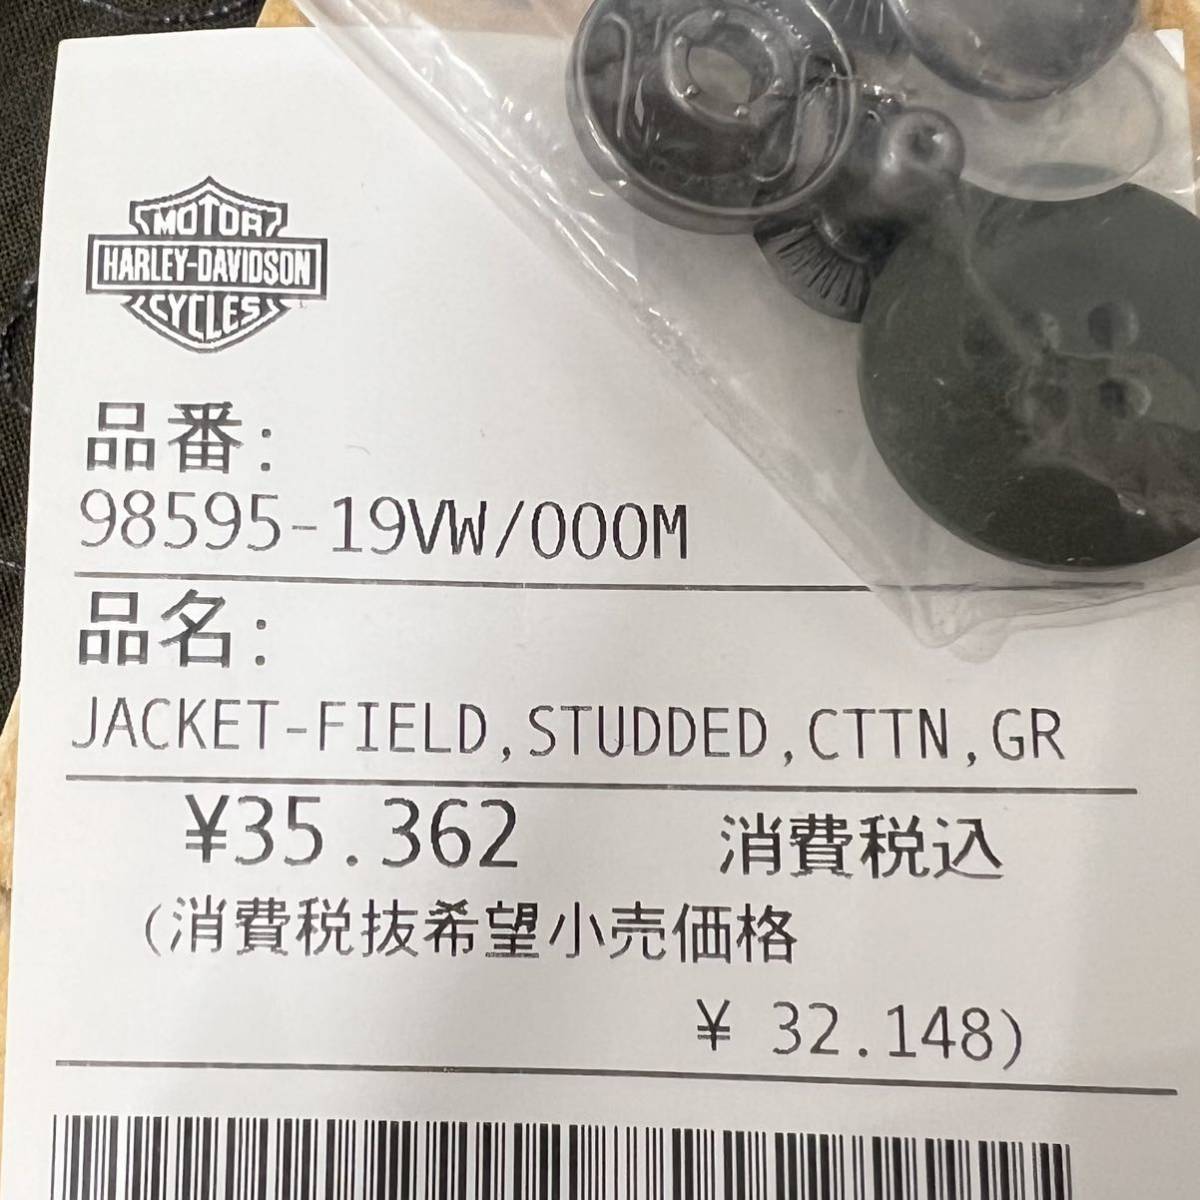 MOTOR
HARLEY-DAVIDSON
CYCLES
品番:
98595-19VW/000M
品名:
JACKET-FIELD,STUDDED,CTTN,GR
¥35.362 消費税込
(消費税抜希望小売価格
¥ 32.148)